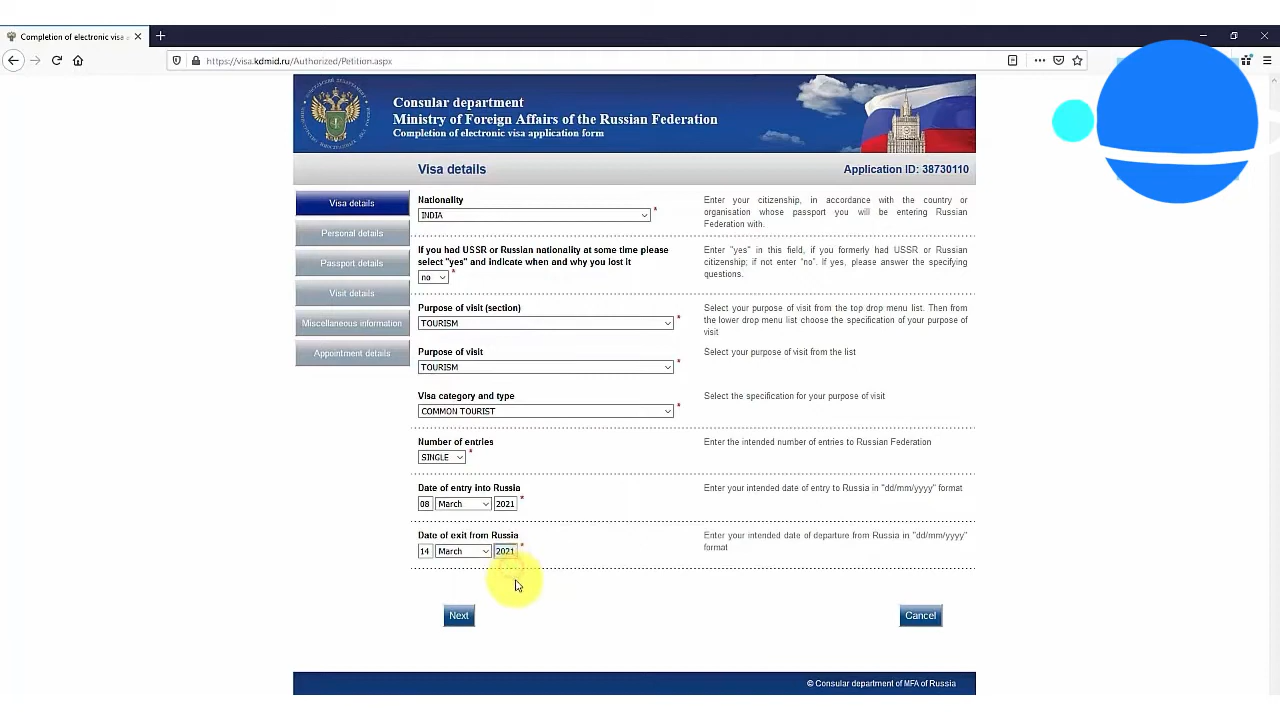 Completion of electronic visa a
https://visa.kdmid.ru/Authorized/Petition.aspx
Consular department
Ministry of Foreign Affairs of the Russian Federation
Completion of electronic visa application form
Visa details
Application ID: 38730110
Visa details
Personal details
Passport details
Visit details
Miscellaneous information
Appointment details
Nationality
INDIA
*
Enter your citizenship, in accordance with the country or
organisation whose passport you will be entering Russian
Federation with.
If you had USSR or Russian nationality at some time please
select "yes" and indicate when and why you lost it
no
*
Enter "yes" in this field, if you formerly had USSR or Russian
citizenship; if not enter "no". if yes, please answer the specifying
questions.
Purpose of visit (section)
TOURISM
*
Select your purpose of visit from the top drop menu list. Then from
the lower drop menu list choose the specification of your purpose of
visit
Purpose of visit
TOURISM
*
Select your purpose of visit from the list
Visa category and type
COMMON TOURIST
*
Select the specification for your purpose of visit
Number of entries
SINGLE
*
Enter the intended number of entries to Russian Federation
Date of entry into Russia
08 March 2021
*
Enter your intended date of entry to Russia in "dd/mm/yyyy" format
Date of exit from Russia
14 March 2021
*
Enter your intended date of departure from Russia in "dd/mm/yyyy"
format
Next
Cancel
© Consular department of MFA of Russia